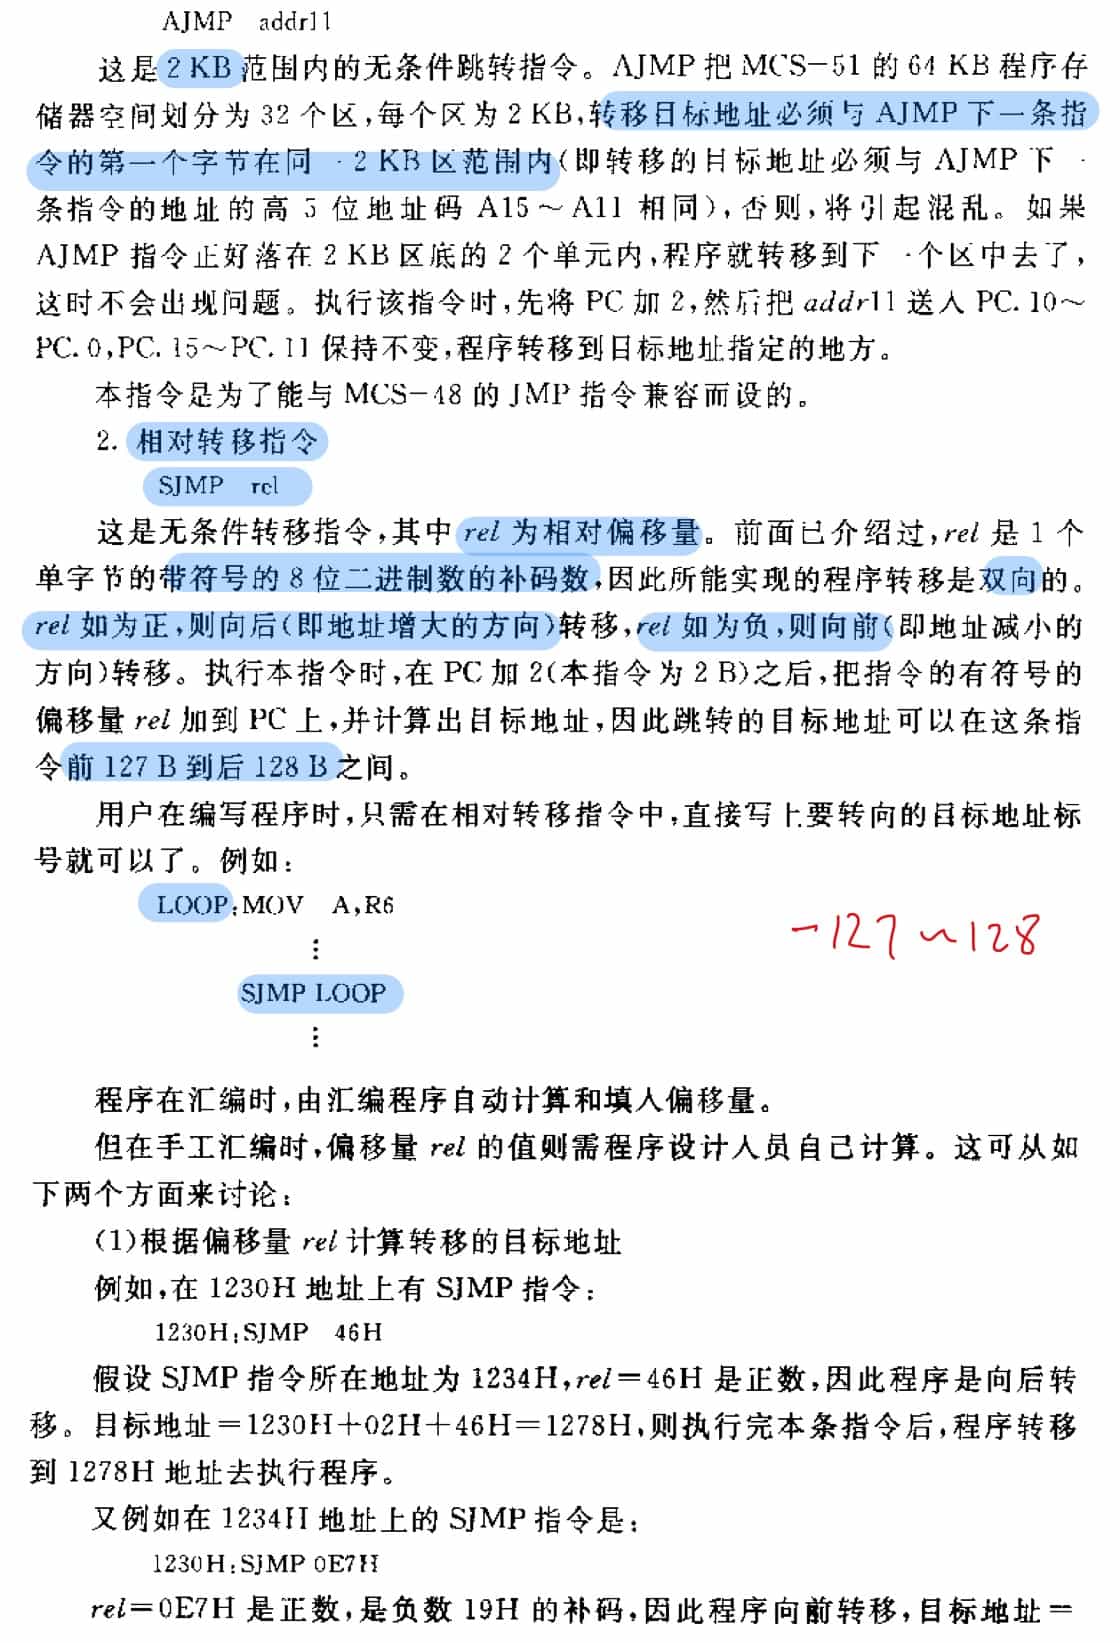 AJMP addr11
这是 2 KB 范围内的无条件跳转指令。AJMP 把 MCS-51 的 64 KB 程序存
储器空间划分为 32 个区,每个区为 2 KB,转移目标地址必须与 AJMP 下一条指
令的第一个字节在同一 2 KB 区范围内(即转移的目标地址必须与 AJMP 下一
条指令的地址的高 5 位地址码 A15～A11 相同),否则,将引起混乱。如果
AJMP 指令正好落在 2 KB 区底的 2 个单元内,程序就转移到下一个区中去了,
这时不会出现问题。执行该指令时,先将 PC 加 2,然后把 addr11 送入 PC.10～
PC.0,PC.15～PC.11 保持不变,程序转移到目标地址指定的地方。
本指令是为了能与 MCS-48 的 JMP 指令兼容而设的。
2. 相对转移指令
SJMP rel
这是无条件转移指令,其中 rel 为相对偏移量。前面已介绍过,rel 是 1 个
单字节的带符号的 8 位二进制数的补码数,因此所能实现的程序转移是双向的。
rel 如为正,则向后(即地址增大的方向)转移,rel 如为负,则向前(即地址减小的
方向)转移。执行本指令时,在 PC 加 2(本指令为 2 B)之后,把指令的有符号的
偏移量 rel 加到 PC 上,并计算出目标地址,因此跳转的目标地址可以在这条指
令前 127 B 到后 128 B 之间。
用户在编写程序时,只需在相对转移指令中,直接写上要转向的目标地址标
号就可以了。例如:
LOOP:MOV A,R6
⋮
-127~128
SJMP LOOP
⋮
程序在汇编时,由汇编程序自动计算和填入偏移量。
但在手工汇编时,偏移量 rel 的值则需程序设计人员自己计算。这可从如
下两个方面来讨论:
(1)根据偏移量 rel 计算转移的目标地址
例如,在 1230H 地址上有 SJMP 指令:
1230H:SJMP 46H
假设 SJMP 指令所在地址为 1234H,rel=46H 是正数,因此程序是向后转
移。目标地址=1230H+02H+46H=1278H,则执行完本条指令后,程序转移
到 1278H 地址去执行程序。
又例如在 1234H 地址上的 SJMP 指令是:
1230H:SJMP 0E7H
rel=0E7H 是正数,是负数 19H 的补码,因此程序向前转移,目标地址=